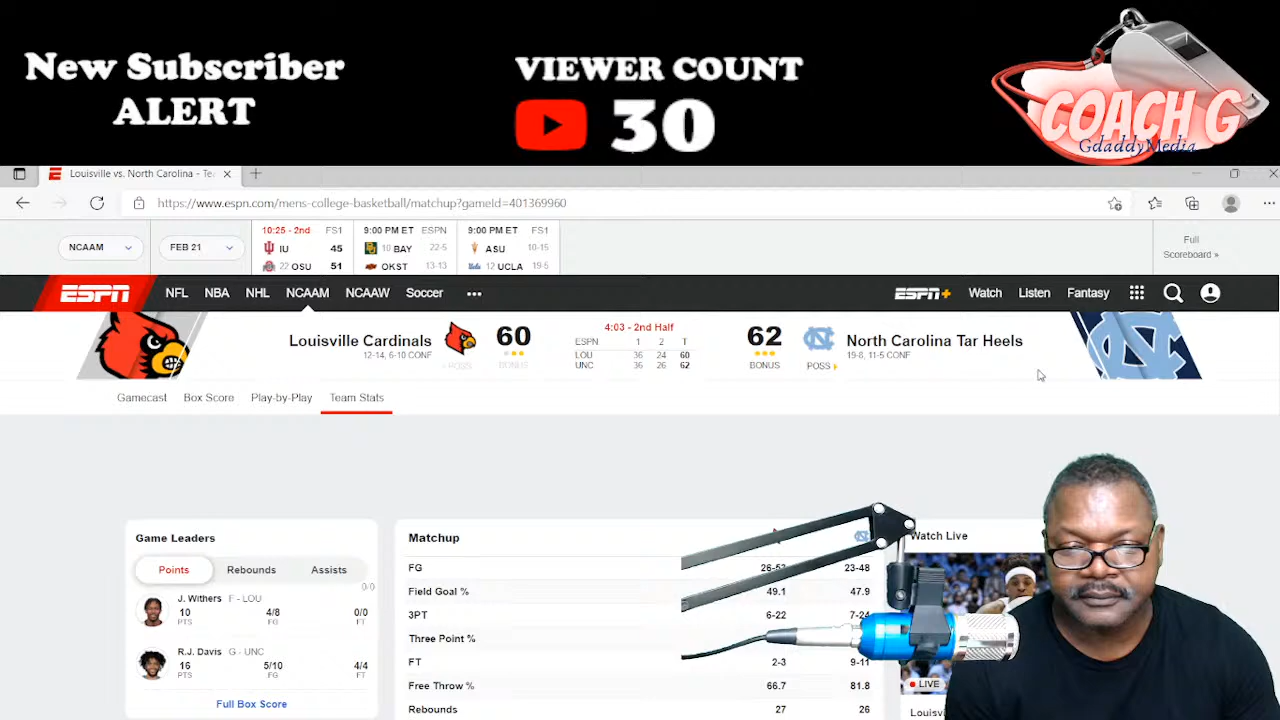 New Subscriber
ALERT
VIEWER COUNT
30
COACH G
GdaddyMedia
Louisville vs. North Carolina - Te
https://www.espn.com/mens-college-basketball/matchup?gameId=401369960
NCAAM
FEB 21
10:25 - 2nd FS1
IU 45
22 OSU 51
9:00 PM ET ESPN
10 BAY 22-5
OKST 13-13
9:00 PM ET FS1
ASU 10-15
12 UCLA 19-5
Full
Scoreboard »
ESPN NFL NBA NHL NCAAM NCAAW Soccer ••• ESPN+ Watch Listen Fantasy
Louisville Cardinals
12-14, 6-10 CONF
POSS
60
BONUS
4:03 - 2nd Half
ESPN 1 2 T
LOU 36 24 60
UNC 36 26 62
62
BONUS
POSS
North Carolina Tar Heels
19-8, 11-5 CONF
Gamecast Box Score Play-by-Play Team Stats
Game Leaders
Points Rebounds Assists
0/0
J. Withers F - LOU
10 4/8 0/0
PTS FG FT
R.J. Davis G - UNC
16 5/10 4/4
PTS FG FT
Full Box Score
Matchup
FG 23-48
Field Goal % 49.1 47.9
3PT 6-22
Three Point %
FT 2-3 9-11
Free Throw % 66.7 81.8
Rebounds 27 26
Watch Live
LIVE